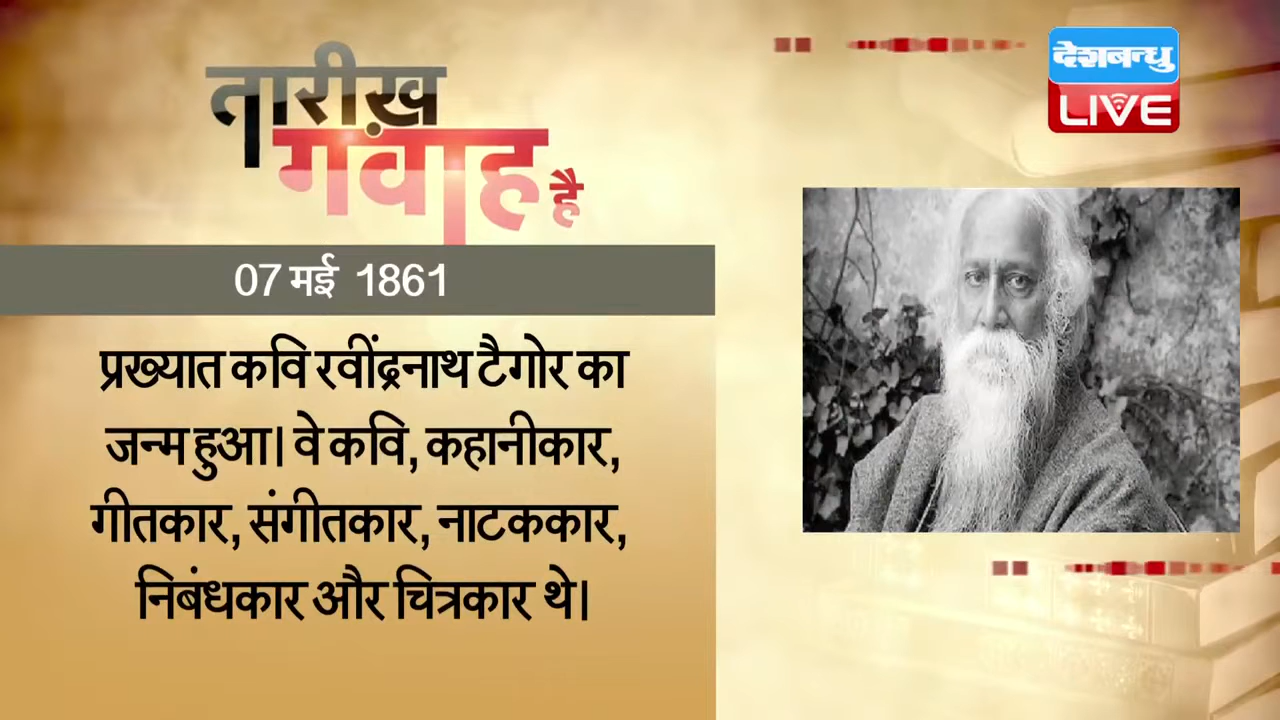 तारीख़
गवाह है
देशबन्धु
LIVE
07 मई 1861
प्रख्यात कवि रवींद्रनाथ टैगोर का
जन्म हुआ। वे कवि, कहानीकार,
गीतकार, संगीतकार, नाटककार,
निबंधकार और चित्रकार थे।